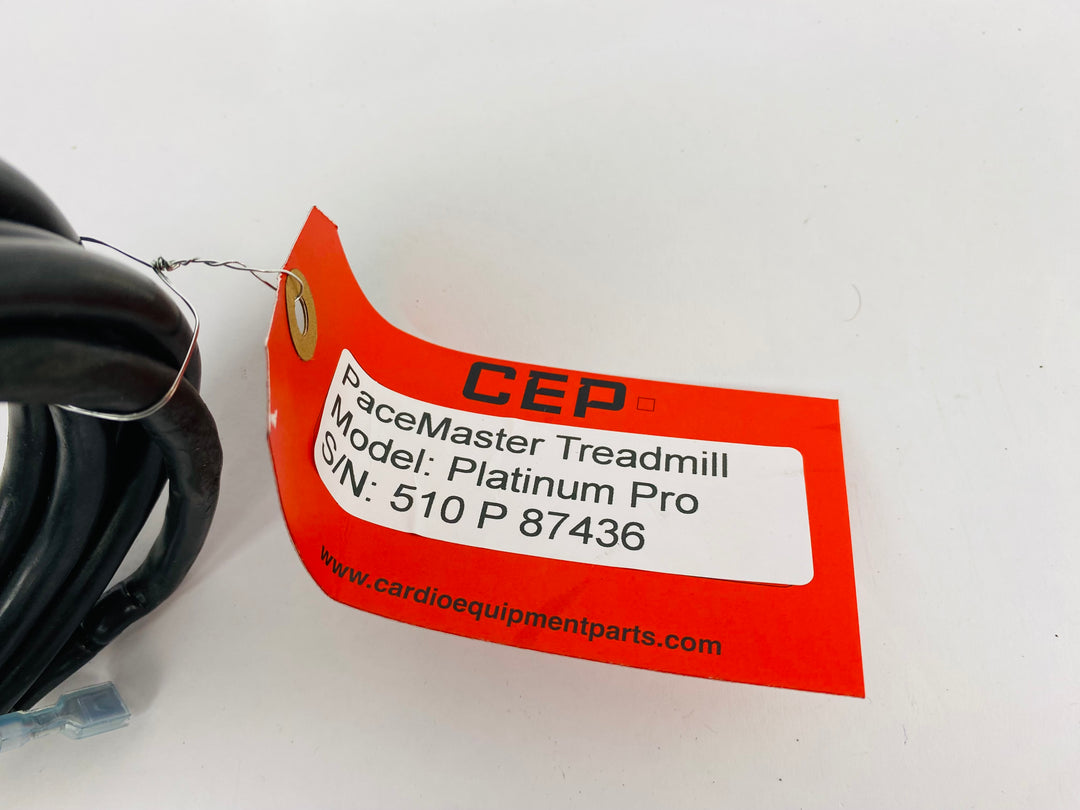 CEP
PaceMaster Treadmill
Model: Platinum Pro
S/N: 510 P 87436
www.cardioequipmentparts.com